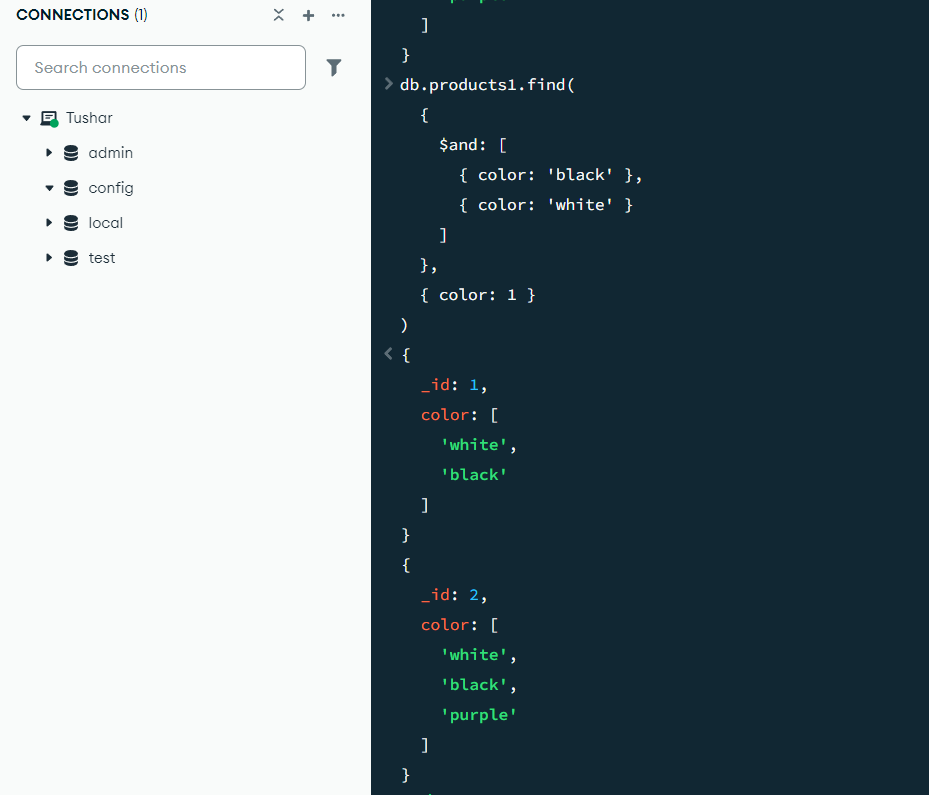 CONNECTIONS (1)
Search connections
Tushar
admin
config
local
test
]
}
db.products1.find(
{
$and: [
{ color: 'black' },
{ color: 'white' }
]
},
{ color: 1 }
)
{
_id: 1,
color: [
'white',
'black'
]
}
{
_id: 2,
color: [
'white',
'black',
'purple'
]
}